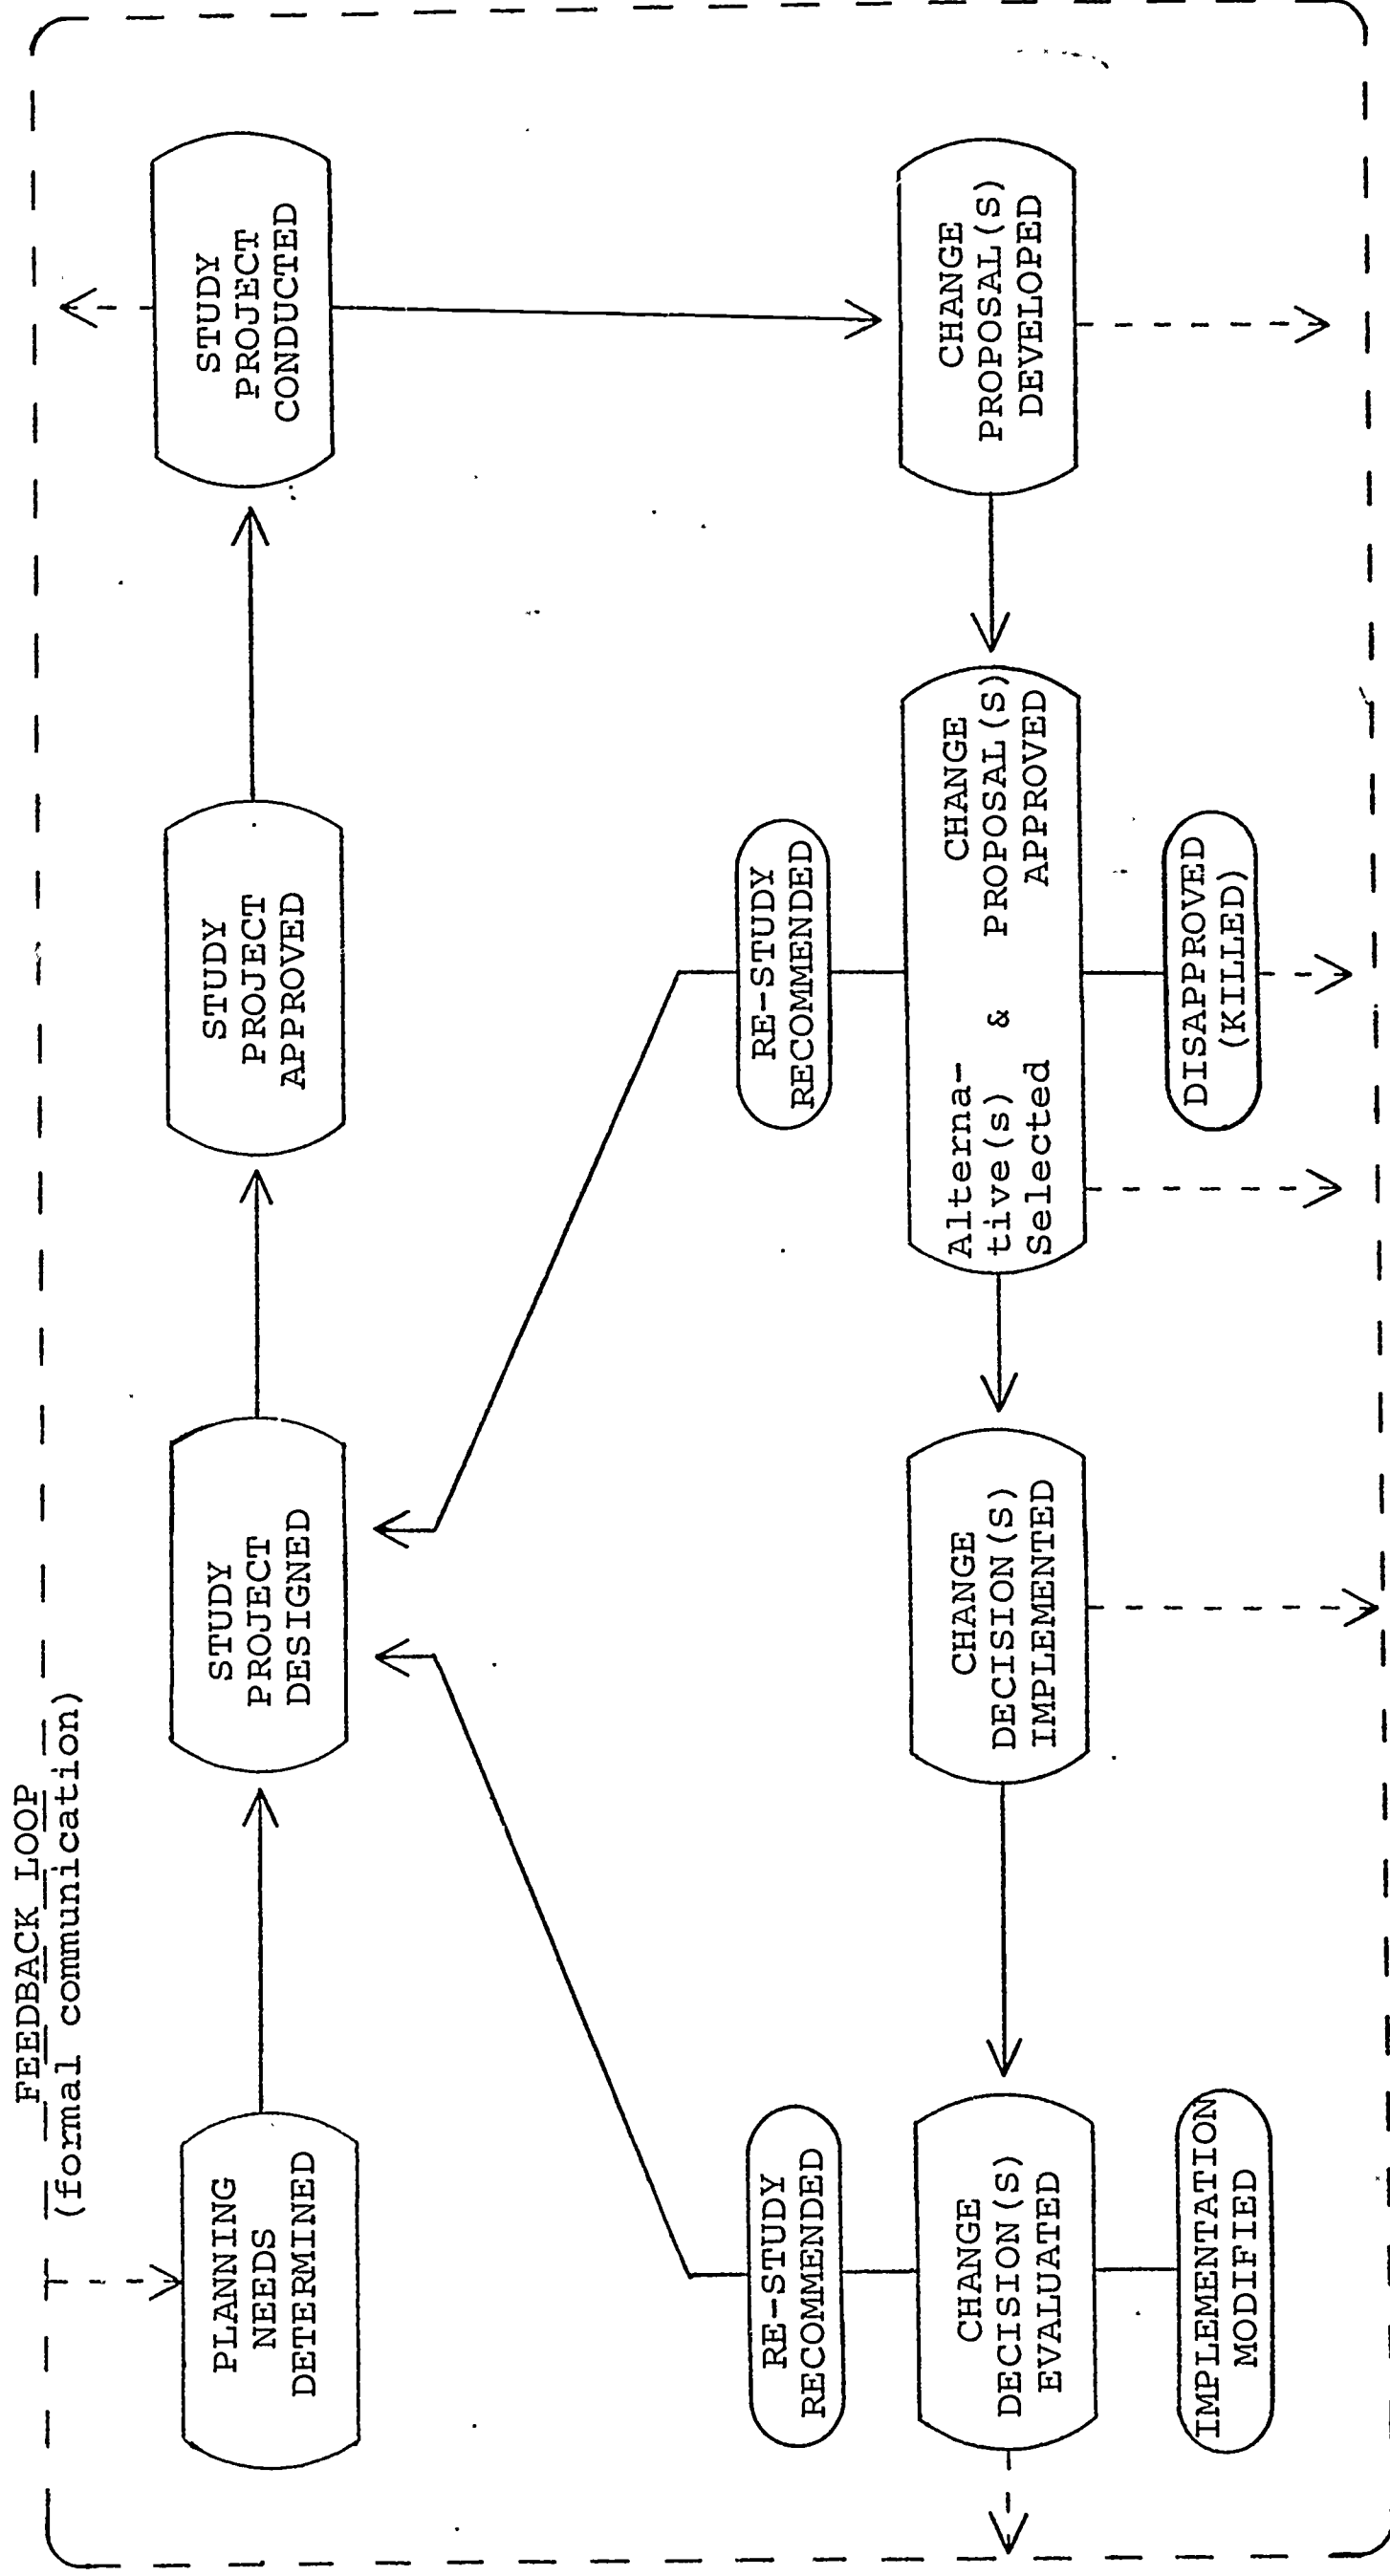 FEEDBACK LOOP
(formal communication)
PLANNING
NEEDS
DETERMINED
STUDY
PROJECT
DESIGNED
STUDY
PROJECT
APPROVED
STUDY
PROJECT
CONDUCTED
RE-STUDY
RECOMMENDED
RE-STUDY
RECOMMENDED
CHANGE
DECISION(S)
EVALUATED
CHANGE
DECISION(S)
IMPLEMENTED
Alterna-
tive(s) &
Selected
CHANGE
PROPOSAL(S)
APPROVED
CHANGE
PROPOSAL(S)
DEVELOPED
IMPLEMENTATION
MODIFIED
DISAPPROVED
(KILLED)